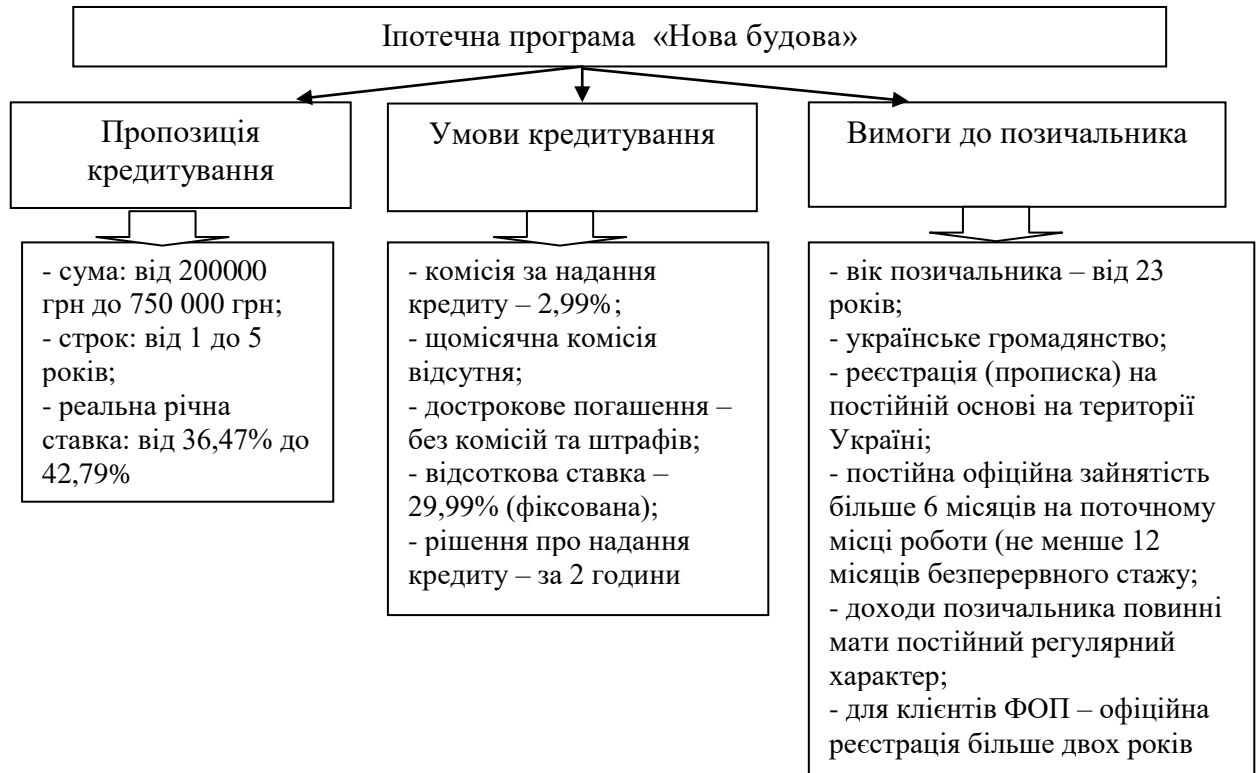 Іпотечна програма «Нова будова»
Пропозиція
кредитування
- сума: від 200000
грн до 750 000 грн;
- строк: від 1 до 5
років;
- реальна річна
ставка: від 36,47% до
42,79%
Умови кредитування
- комісія за надання
кредиту – 2,99%;
- щомісячна комісія
відсутня;
- дострокове погашення –
без комісій та штрафів;
- відсоткова ставка –
29,99% (фіксована);
- рішення про надання
кредиту – за 2 години
Вимоги до позичальника
- вік позичальника – від 23
років;
- українське громадянство;
- реєстрація (прописка) на
постійній основі на території
Україні;
- постійна офіційна зайнятість
більше 6 місяців на поточному
місці роботи (не менше 12
місяців безперервного стажу;
- доходи позичальника повинні
мати постійний регулярний
характер;
- для клієнтів ФОП – офіційна
реєстрація більше двох років